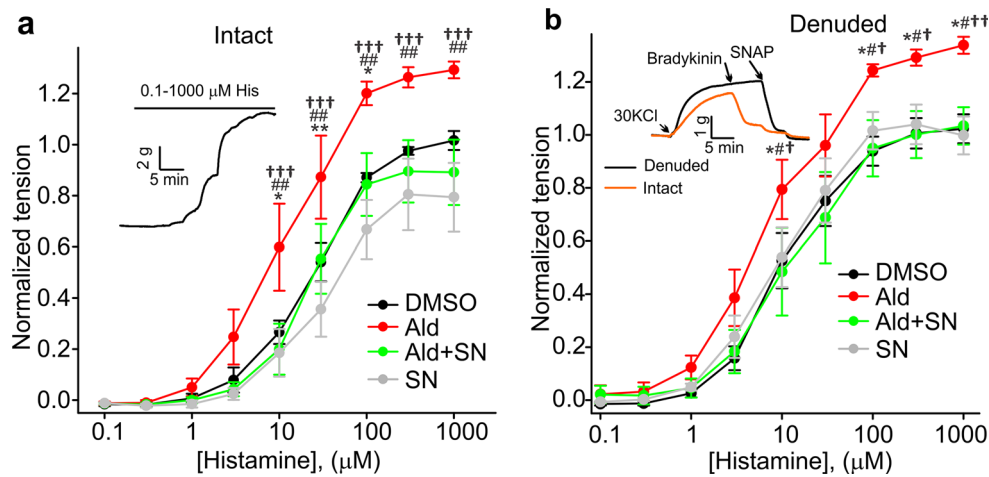 a
Intact
Normalized tension
1.2
1.0
0.8
0.6
0.4
0.2
0.0
0.1-1000 μM His
2 g
5 min
†††
##
*
†††
##
**
†††
##
*
†††
##
†††
##
DMSO
Ald
Ald+SN
SN
0.1
1
10
100
1000
[Histamine], (μM)
b
Denuded
Normalized tension
1.2
1.0
0.8
0.6
0.4
0.2
0.0
Bradykinin
SNAP
30KCl
1 g
5 min
Denuded
Intact
*#†
*#†
*#†
*#††
DMSO
Ald
Ald+SN
SN
0.1
1
10
100
1000
[Histamine], (μM)